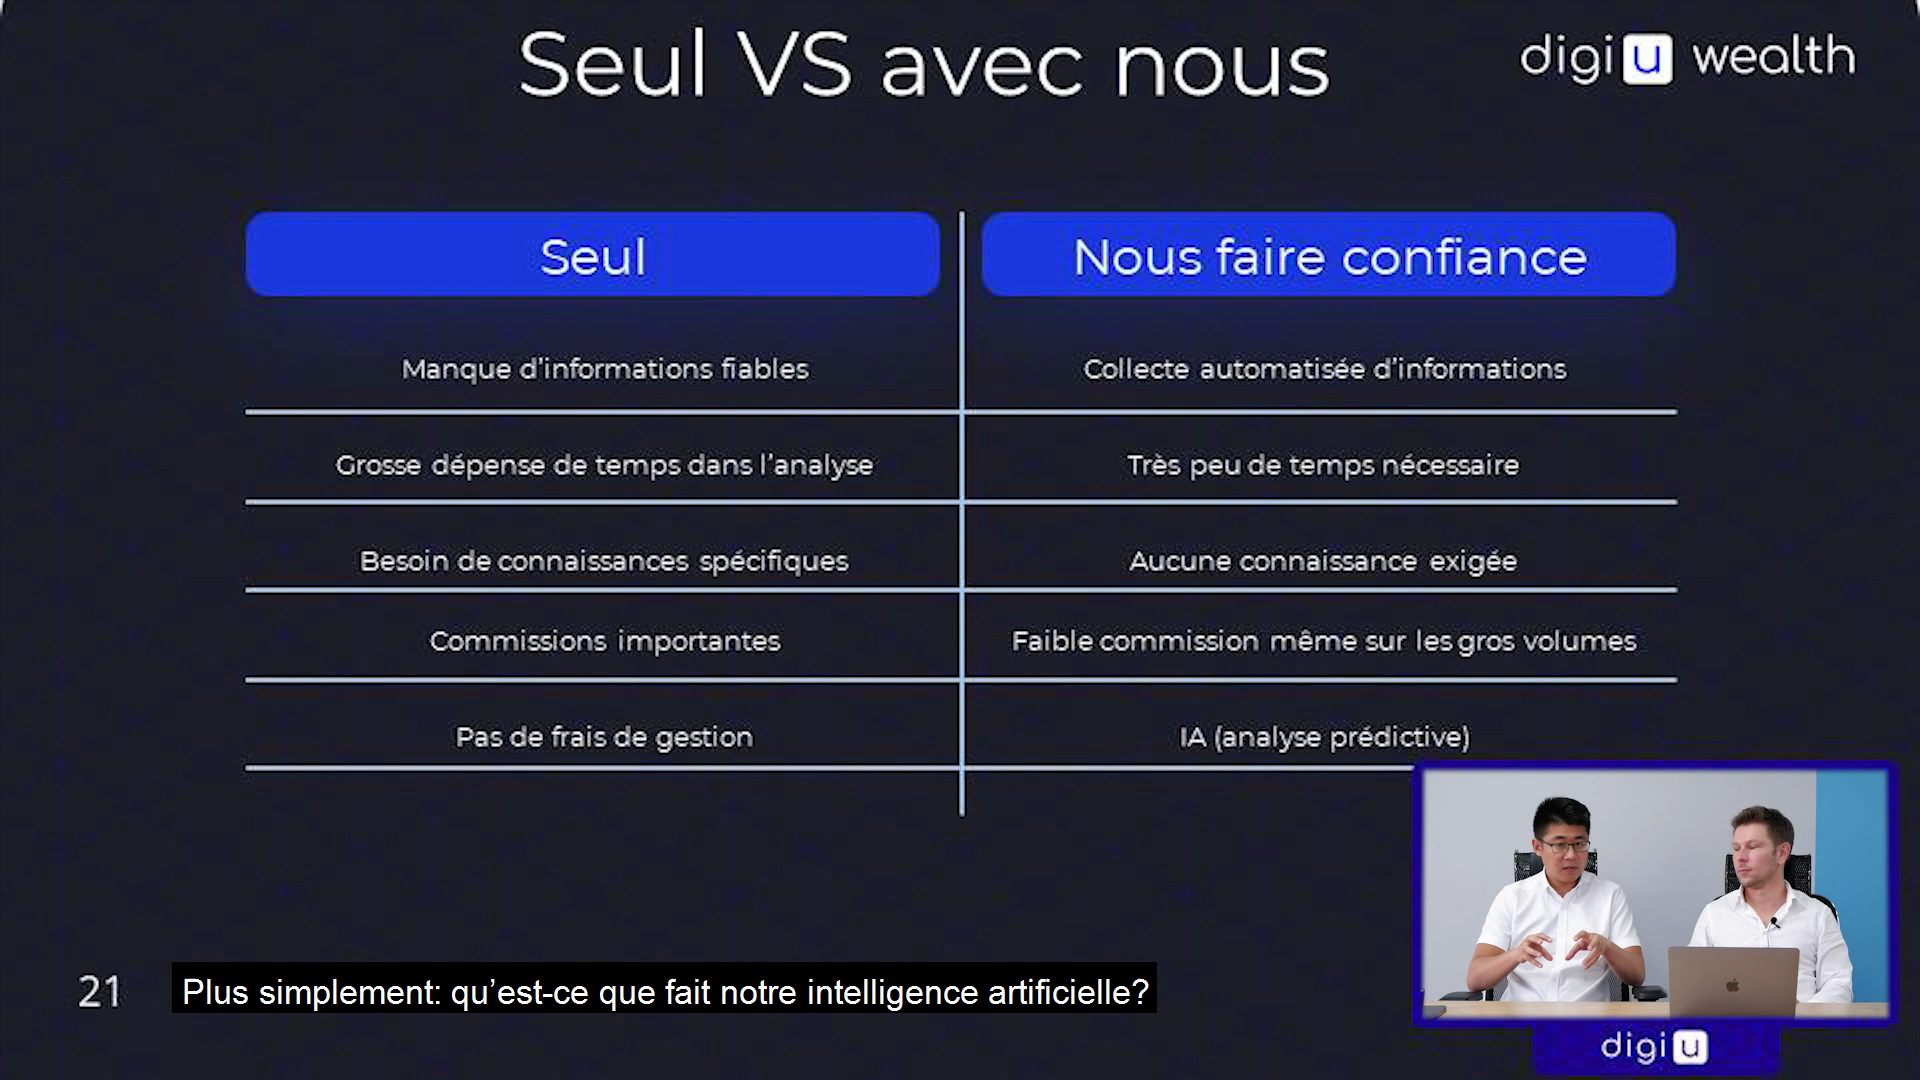 Seul VS avec nous
digi u wealth
Seul
Nous faire confiance
Manque d’informations fiables
Collecte automatisée d’informations
Grosse dépense de temps dans l’analyse
Très peu de temps nécessaire
Besoin de connaissances spécifiques
Aucune connaissance exigée
Commissions importantes
Faible commission même sur les gros volumes
Pas de frais de gestion
IA (analyse prédictive)
21
Plus simplement: qu’est-ce que fait notre intelligence artificielle?
digi u